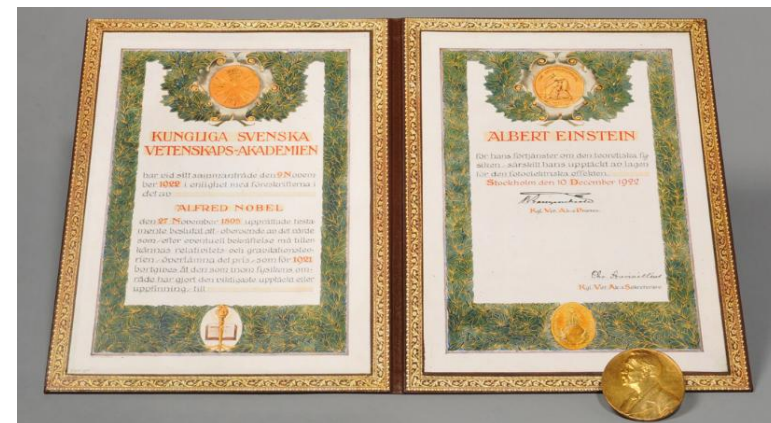 KUNGLIGA SVENSKA
VETENSKAPS-AKADEMIEN
har vid sitt sammanträde den 9 Novem
ber 1922 i enlighet med föreskrifterna i
det av
ALFRED NOBEL
den 27 November 1895 upprättade testa
mente beslutat att oberoende av det värde
som efter eventuell bekräftelse må tiller
kännas relativitets- och gravitationsteo
rien överlämna det pris som för 1921
bortgives åt den som inom fysikens om
råde har gjort den viktigaste upptäckt eller
uppfinning till
ALBERT EINSTEIN
för hans förtjänster om den teoretiska fy
siken särskilt hans upptäckt av lagen
för den fotoelektriska effekten
Stockholm den 10 December 1922
Kgl. Vet. Ak:s Præses.
Kgl. Vet. Ak:s Sekreterare